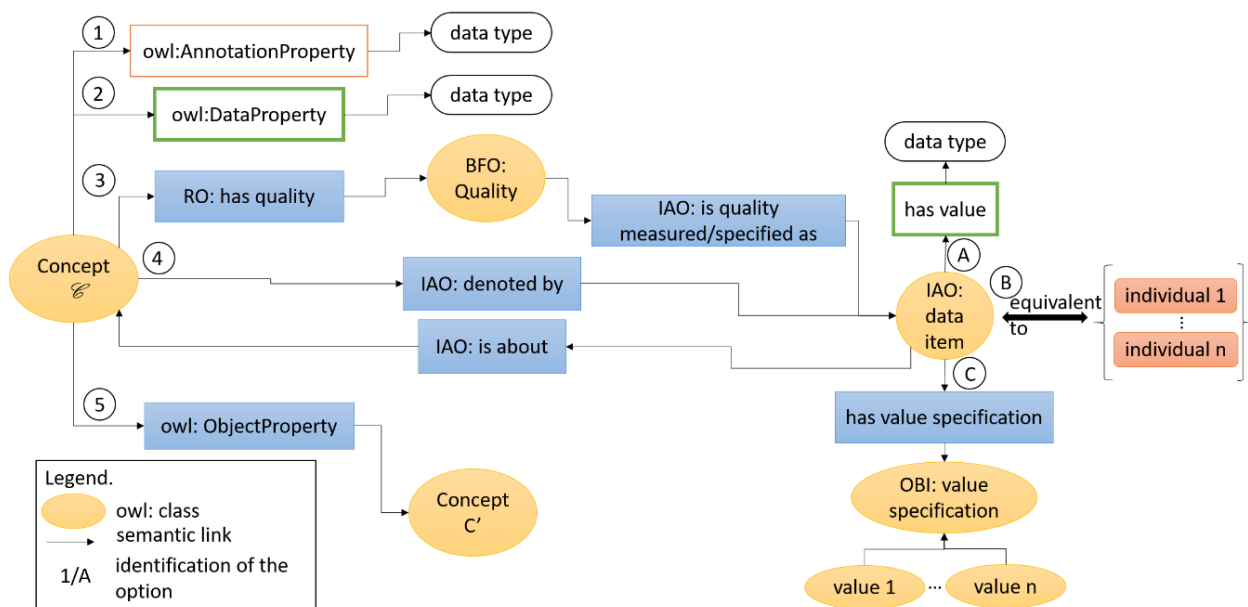 1
owl:AnnotationProperty
data type
2
owl:DataProperty
data type
3
RO: has quality
BFO:
Quality
IAO: is quality
measured/specified as
data type
has value
A
Concept
𝒞
4
IAO: denoted by
IAO:
data
item
B
equivalent
to
individual 1
⋮
individual n
IAO: is about
C
5
owl: ObjectProperty
has value specification
Concept
C’
OBI: value
specification
value 1
...
value n
Legend.
owl: class
semantic link
1/A
identification of the
option